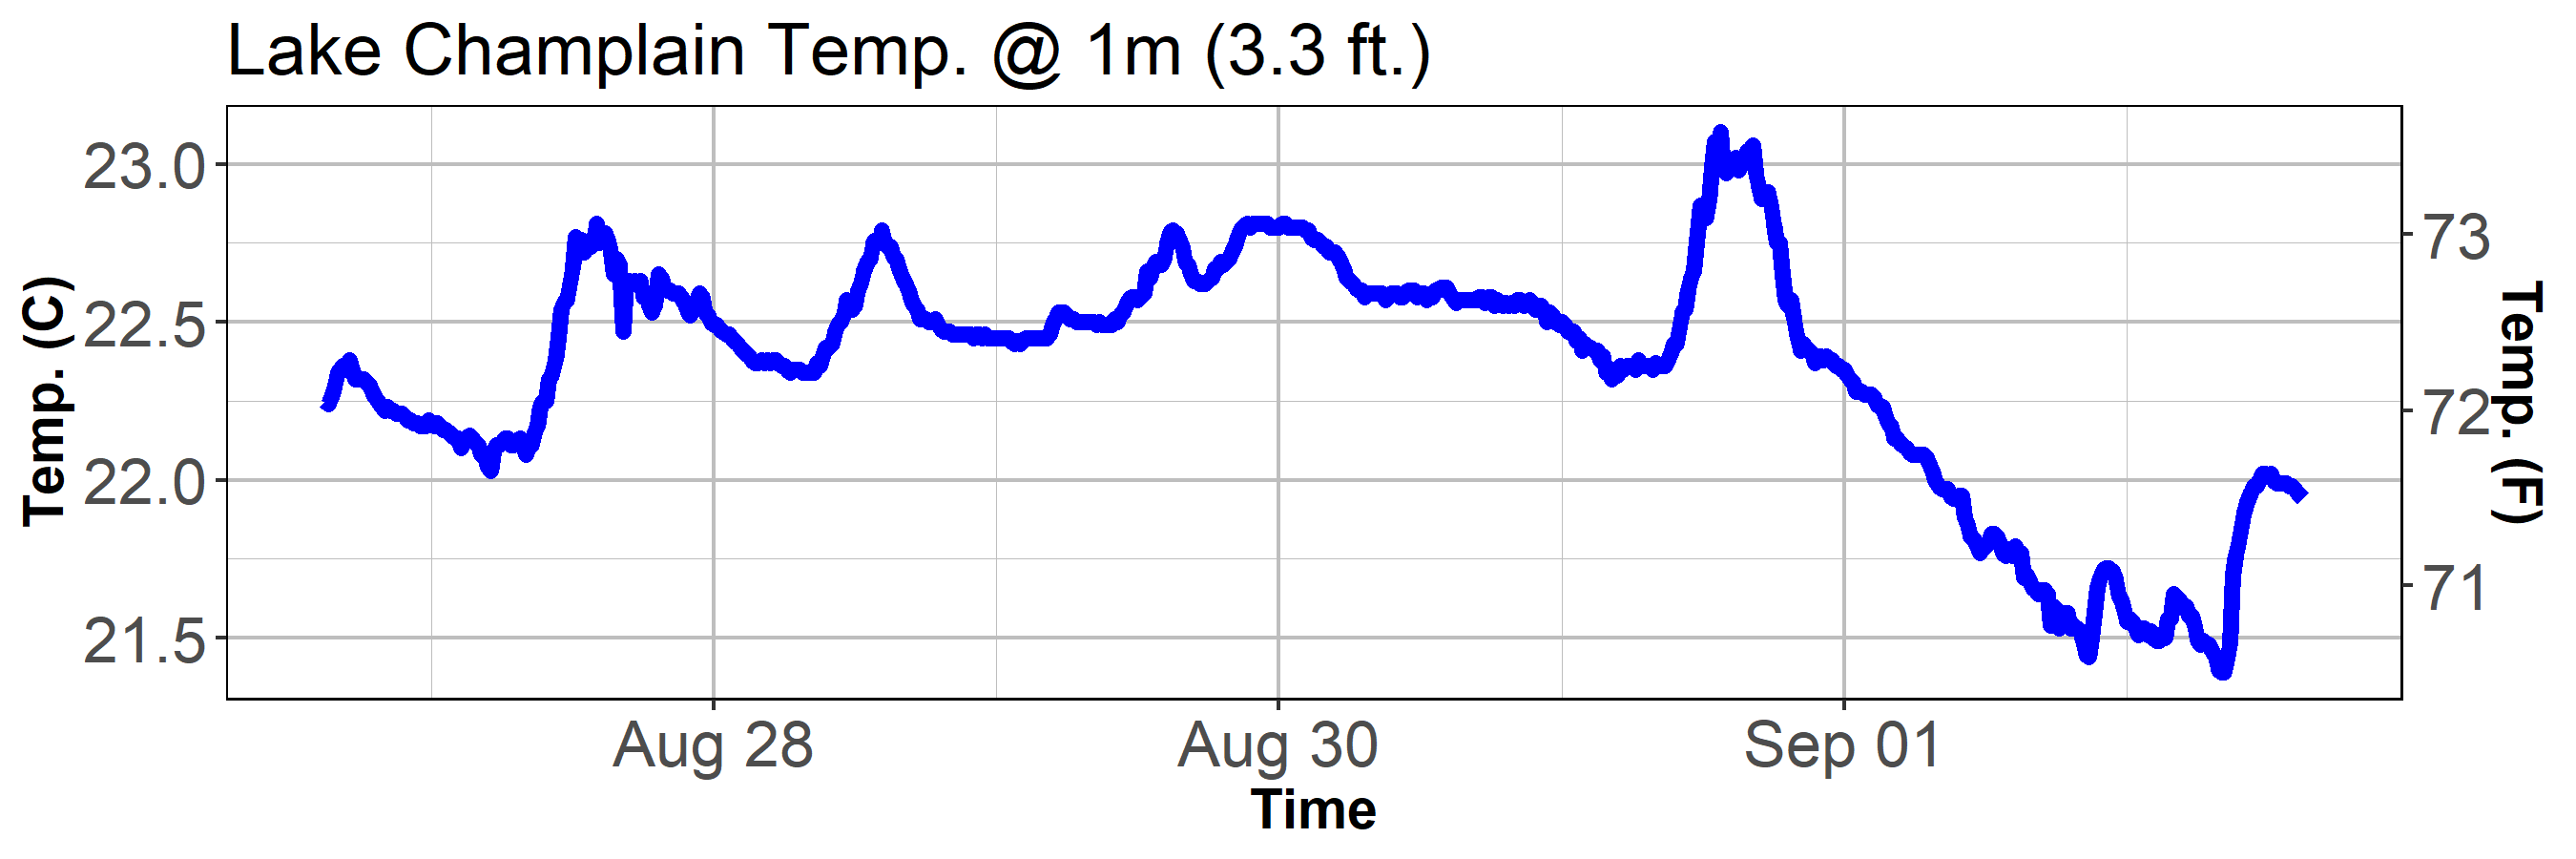 Lake Champlain Temp. @ 1m (3.3 ft.)
Temp. (C)
23.0
22.5
22.0
21.5
73
72
71
Temp. (F)
Aug 28
Aug 30
Sep 01
Time